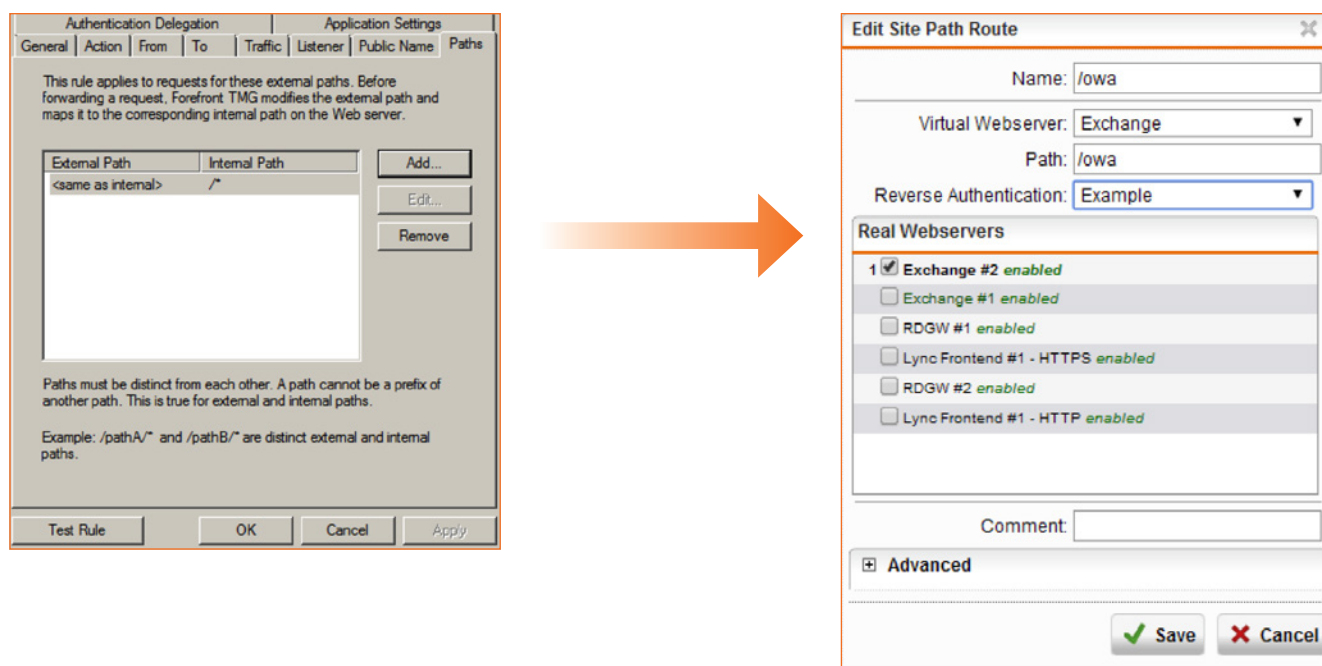 Authentication Delegation Application Settings
General Action From To Traffic Listener Public Name Paths
This rule applies to requests for these external paths. Before
forwarding a request, Forefront TMG modifies the external path and
maps it to the corresponding internal path on the Web server.
External Path Internal Path
<same as internal> /*
Add...
Edit...
Remove
Paths must be distinct from each other. A path cannot be a prefix of
another path. This is true for external and internal paths.
Example: /pathA/* and /pathB/* are distinct external and internal
paths.
Test Rule OK Cancel Apply
Edit Site Path Route
Name: /owa
Virtual Webserver: Exchange
Path: /owa
Reverse Authentication: Example
Real Webservers
1 Exchange #2 enabled
Exchange #1 enabled
RDGW #1 enabled
Lync Frontend #1 - HTTPS enabled
RDGW #2 enabled
Lync Frontend #1 - HTTP enabled
Comment:
Advanced
Save Cancel